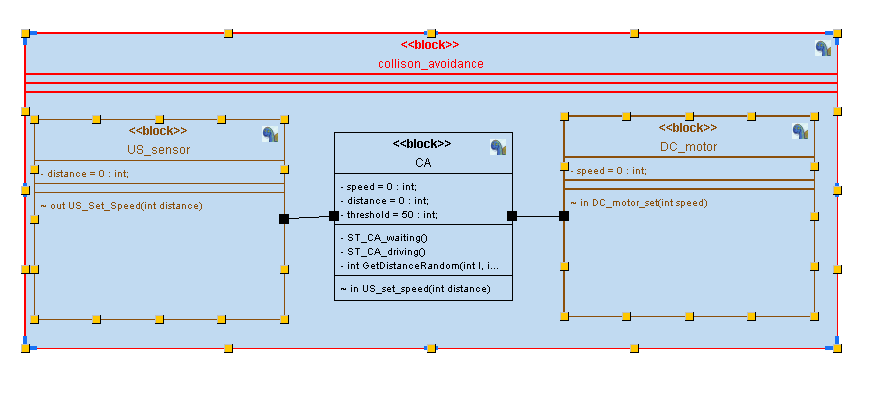 <<block>>
collison_avoidance
<<block>>
US_sensor
- distance = 0 : int;
~ out US_Set_Speed(int distance)
<<block>>
CA
- speed = 0 : int;
- distance = 0 : int;
- threshold = 50 : int;
- ST_CA_waiting()
- ST_CA_driving()
- int GetDistanceRandom(int l, i...
~ in US_set_speed(int distance)
<<block>>
DC_motor
- speed = 0 : int;
~ in DC_motor_set(int speed)